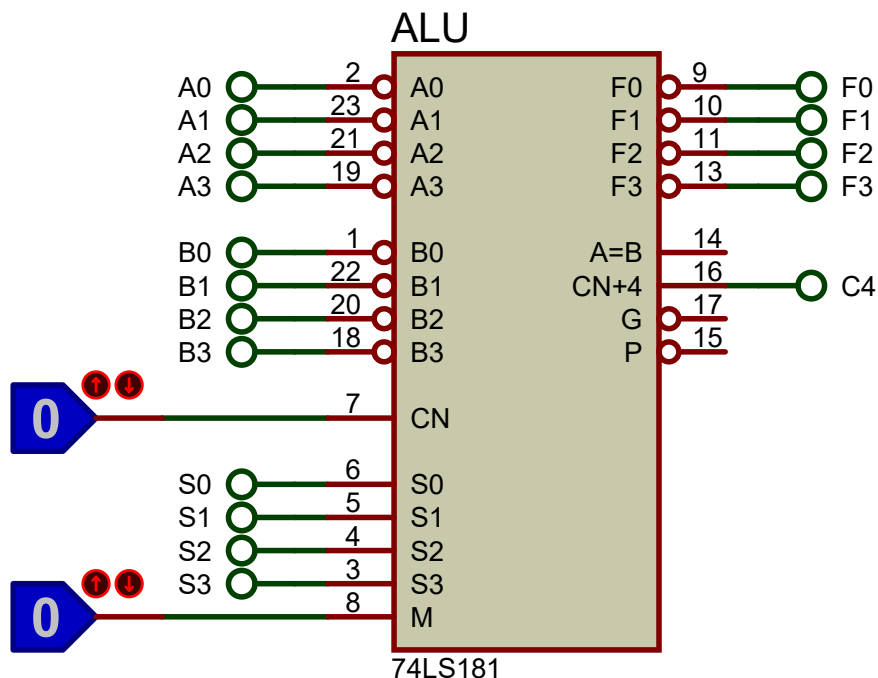 ALU
A0 2 A0 F0 9 F0
A1 23 A1 F1 10 F1
A2 21 A2 F2 11 F2
A3 19 A3 F3 13 F3
B0 1 B0 A=B 14
B1 22 B1 CN+4 16 C4
B2 20 B2 G 17
B3 18 B3 P 15
0 7 CN
S0 6 S0
S1 5 S1
S2 4 S2
S3 3 S3
0 8 M
74LS181